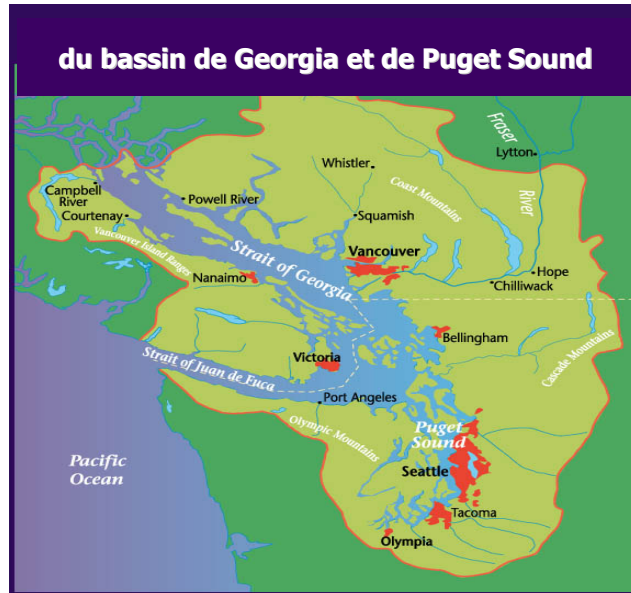 du bassin de Georgia et de Puget Sound
Fraser
River
Lytton
Whistler
Coast Mountains
Campbell
River
Courtenay
Powell River
Squamish
Vancouver Island Ranges
Strait of Georgia
Vancouver
Nanaimo
Hope
Chilliwack
Bellingham
Victoria
Strait of Juan de Fuca
Cascade Mountains
Port Angeles
Olympic Mountains
Puget
Sound
Pacific
Ocean
Seattle
Tacoma
Olympia